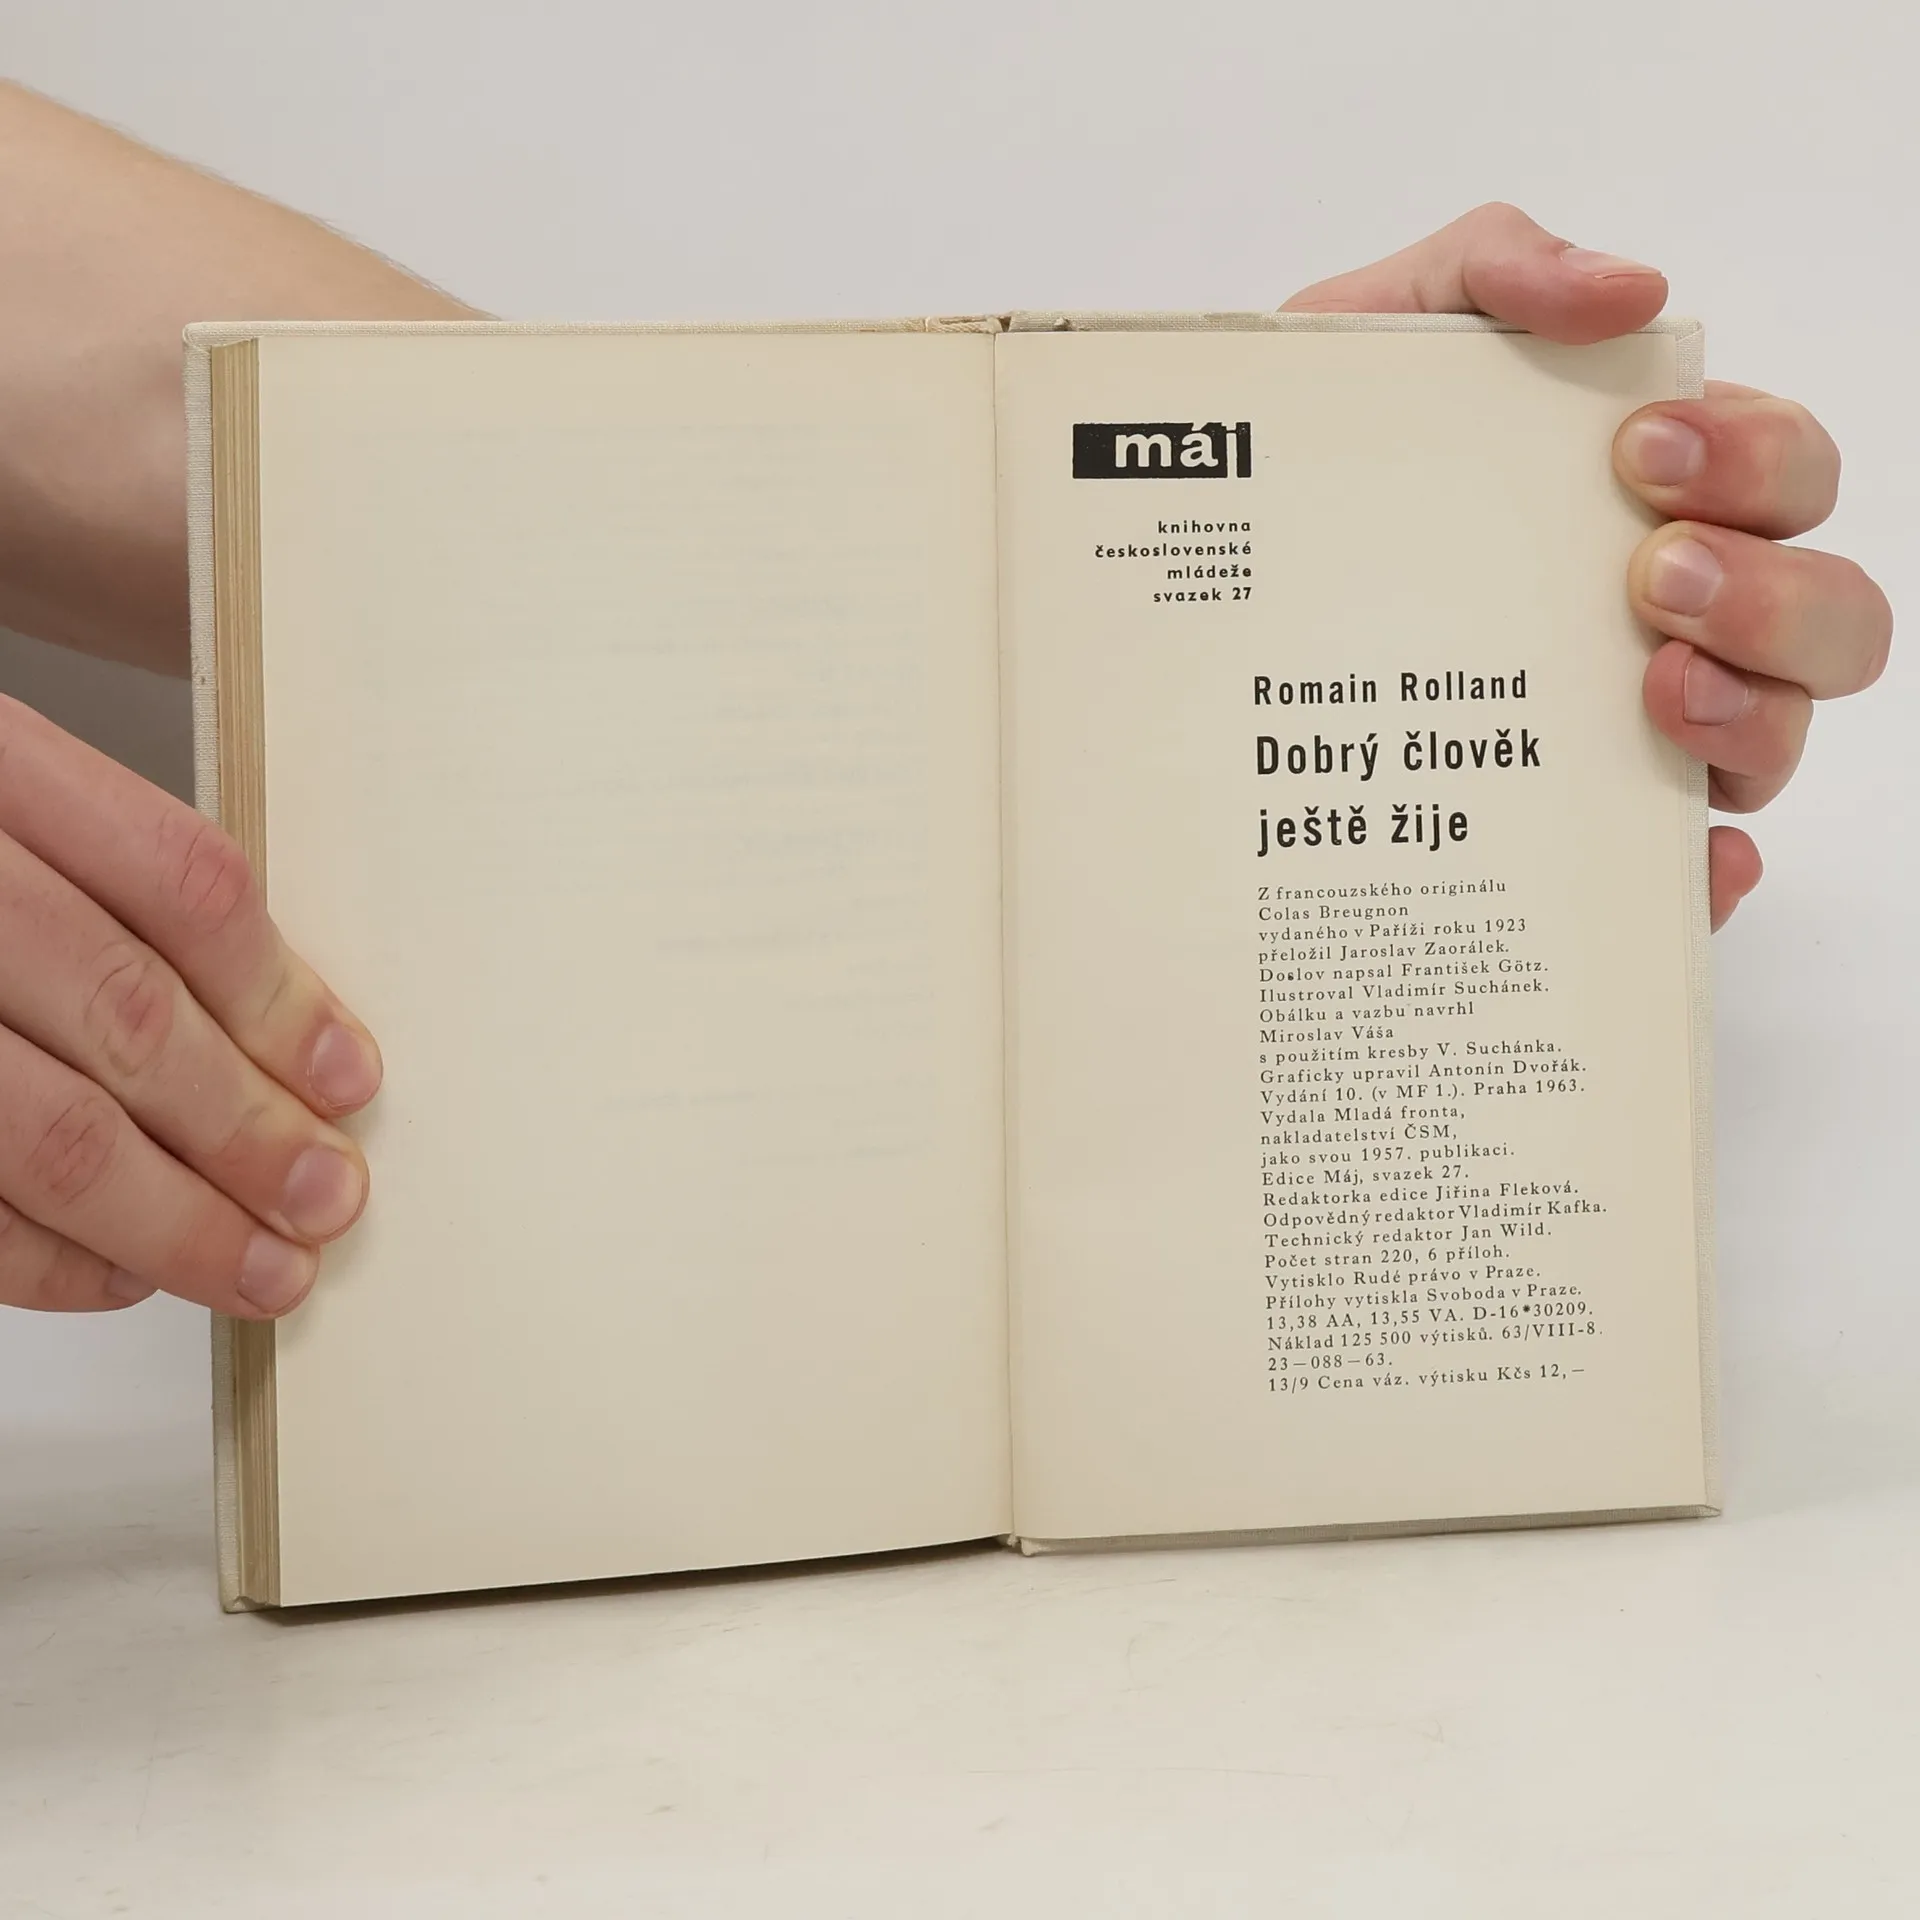 máj
knihovna
československé
mládeže
svazek 27
Romain Rolland
Dobrý člověk
ještě žije
Z francouzského originálu
Colas Breugnon
vydaného v Paříži roku 1923
přeložil Jaroslav Zaorálek.
Doslov napsal František Götz.
Ilustroval Vladimír Suchánek.
Obálku a vazbu navrhl
Miroslav Váša
s použitím kresby V. Suchánka.
Graficky upravil Antonín Dvořák.
Vydání 10. (v MF 1.). Praha 1963.
Vydala Mladá fronta,
nakladatelství ČSM,
jako svou 1957. publikaci.
Edice Máj, svazek 27.
Redaktorka edice Jiřina Fleková.
Odpovědný redaktor Vladimír Kafka.
Technický redaktor Jan Wild.
Počet stran 220, 6 příloh.
Vytisklo Rudé právo v Praze.
Přílohy vytiskla Svoboda v Praze.
13,38 AA, 13,55 VA. D-16*30209.
Náklad 125 500 výtisků. 63/VIII-8.
23—088—63.
13/9 Cena váz. výtisku Kčs 12,—